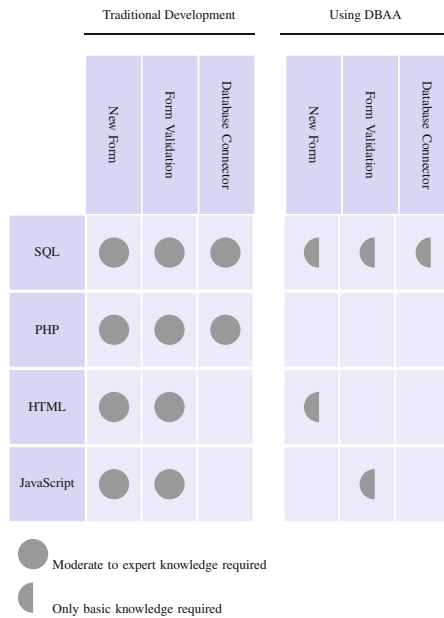 Traditional Development
Using DBAA
New Form
Form Validation
Database Connector
New Form
Form Validation
Database Connector
SQL
PHP
HTML
JavaScript
Moderate to expert knowledge required
Only basic knowledge required